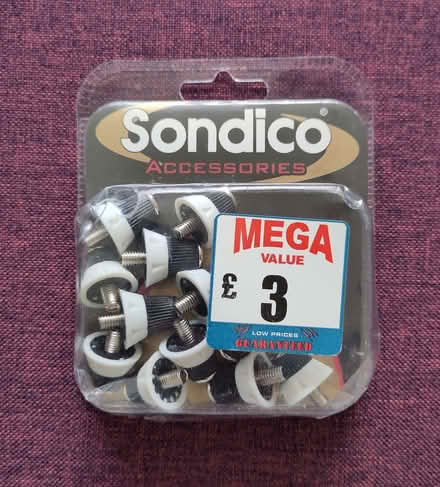 Sondico®
ACCESSORIES
MEGA
VALUE
£ 3
LOW PRICES
GUARANTEED